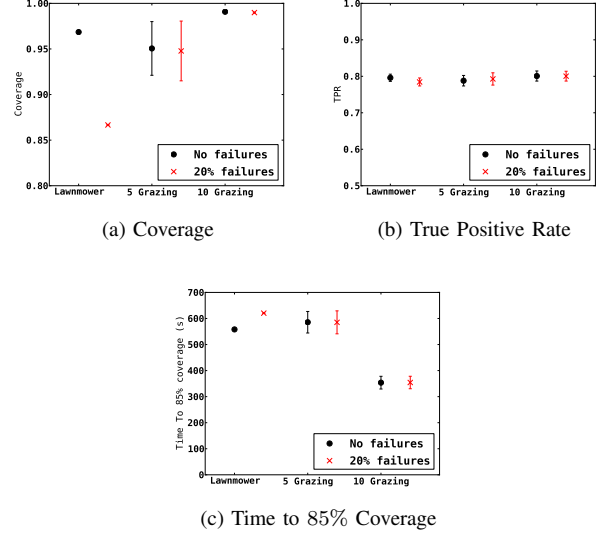 1.00
0.95
0.90
0.85
0.80
Coverage
No failures
20% failures
Lawnmower 5 Grazing 10 Grazing
(a) Coverage
1.0
0.9
0.8
0.7
0.6
0.5
TPR
No failures
20% failures
Lawnmower 5 Grazing 10 Grazing
(b) True Positive Rate
700
600
500
400
300
200
100
0
Time To 85% coverage (s)
No failures
20% failures
Lawnmower 5 Grazing 10 Grazing
(c) Time to 85% Coverage